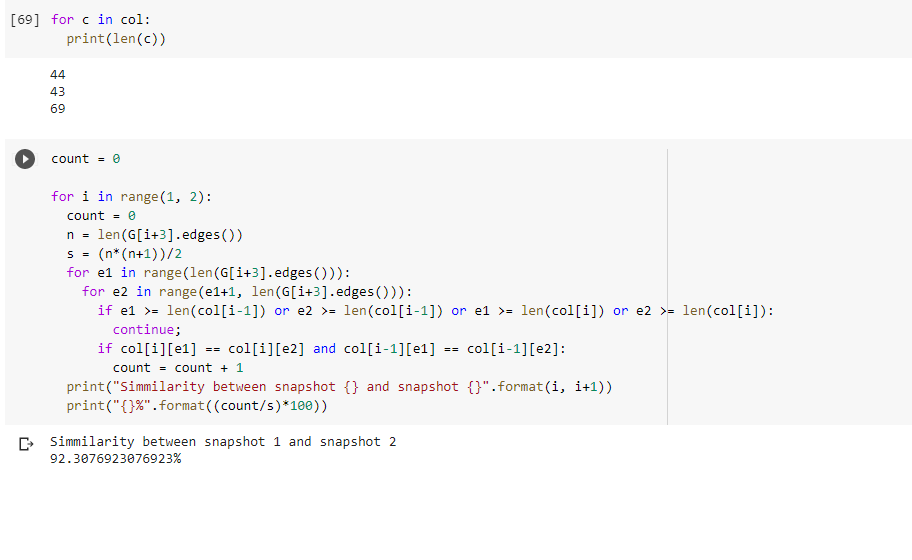 [69] for c in col:
print(len(c))
44
43
69
count = 0
for i in range(1, 2):
count = 0
n = len(G[i+3].edges())
s = (n*(n+1))/2
for e1 in range(len(G[i+3].edges())):
for e2 in range(e1+1, len(G[i+3].edges())):
if e1 >= len(col[i-1]) or e2 >= len(col[i-1]) or e1 >= len(col[i]) or e2 >= len(col[i]):
continue;
if col[i][e1] == col[i][e2] and col[i-1][e1] == col[i-1][e2]:
count = count + 1
print("Simmilarity between snapshot {} and snapshot {}".format(i, i+1))
print("{}%".format((count/s)*100))
Simmilarity between snapshot 1 and snapshot 2
92.3076923076923%